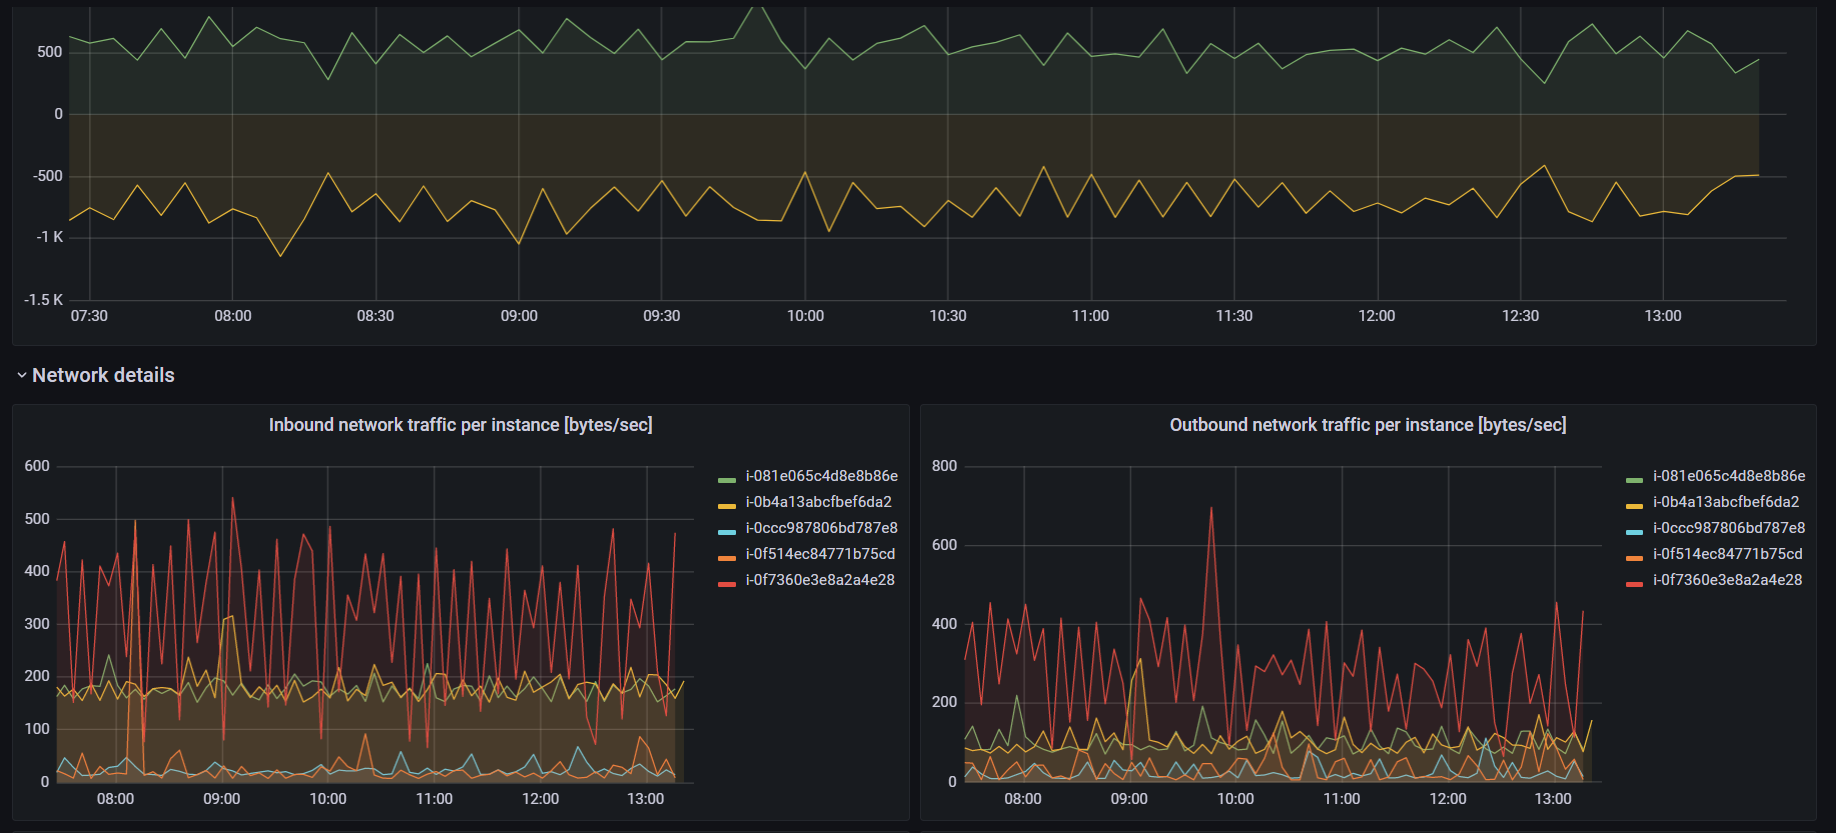 500
0
-500
-1 K
-1.5 K
07:30 08:00 08:30 09:00 09:30 10:00 10:30 11:00 11:30 12:00 12:30 13:00
Network details
Inbound network traffic per instance [bytes/sec]
600
500
400
300
200
100
0
08:00 09:00 10:00 11:00 12:00 13:00
i-081e065c4d8e8b86e
i-0b4a13abcfbef6da2
i-0ccc987806bd787e8
i-0f514ec84771b75cd
i-0f7360e3e8a2a4e28
Outbound network traffic per instance [bytes/sec]
800
600
400
200
0
08:00 09:00 10:00 11:00 12:00 13:00
i-081e065c4d8e8b86e
i-0b4a13abcfbef6da2
i-0ccc987806bd787e8
i-0f514ec84771b75cd
i-0f7360e3e8a2a4e28